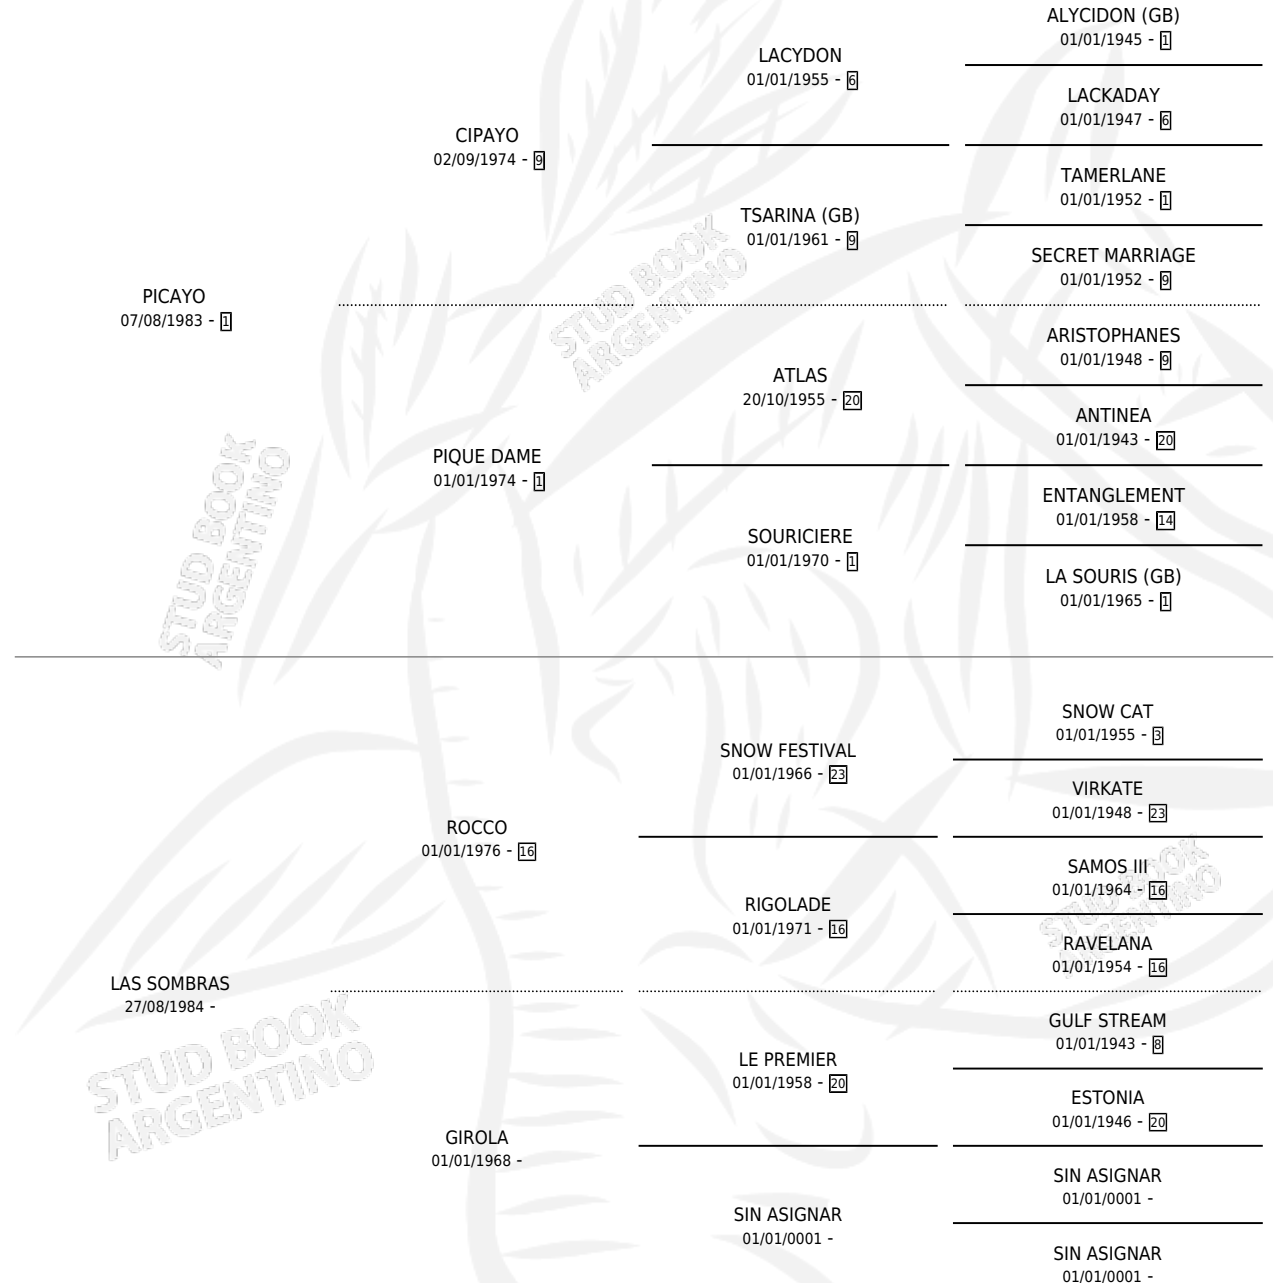 ALYCIDON (GB)
01/01/1945 - 1
LACYDON
01/01/1955 - 6
LACKADAY
01/01/1947 - 6
CIPAYO
02/09/1974 - 9
TAMERLANE
01/01/1952 - 1
TSARINA (GB)
01/01/1961 - 9
SECRET MARRIAGE
01/01/1952 - 9
PICAYO
07/08/1983 - 1
ARISTOPHANES
01/01/1948 - 9
ATLAS
20/10/1955 - 20
ANTINEA
01/01/1943 - 20
PIQUE DAME
01/01/1974 - 1
ENTANGLEMENT
01/01/1958 - 14
SOURICIERE
01/01/1970 - 1
LA SOURIS (GB)
01/01/1965 - 1
STUD BOOK
ARGENTINO
STUD BOOK
ARGENTINO
SNOW CAT
01/01/1955 - 3
SNOW FESTIVAL
01/01/1966 - 23
VIRKATE
01/01/1948 - 23
ROCCO
01/01/1976 - 16
SAMOS III
01/01/1964 - 16
RIGOLADE
01/01/1971 - 16
RAVELANA
01/01/1954 - 16
STUD BOOK
ARGENTINO
LAS SOMBRAS
27/08/1984 -
GULF STREAM
01/01/1943 - 8
LE PREMIER
01/01/1958 - 20
ESTONIA
01/01/1946 - 20
STUD BOOK
ARGENTINO
GIROLA
01/01/1968 -
SIN ASIGNAR
01/01/0001 -
SIN ASIGNAR
01/01/0001 -
SIN ASIGNAR
01/01/0001 -